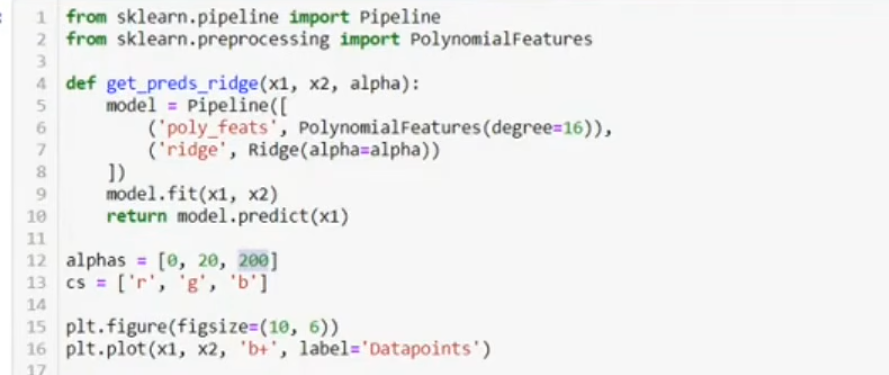 1 from sklearn.pipeline import Pipeline
2 from sklearn.preprocessing import PolynomialFeatures
3
4 def get_preds_ridge(x1, x2, alpha):
5     model = Pipeline([
6         ('poly_feats', PolynomialFeatures(degree=16)),
7         ('ridge', Ridge(alpha=alpha))
8     ])
9     model.fit(x1, x2)
10     return model.predict(x1)
11
12 alphas = [0, 20, 200]
13 cs = ['r', 'g', 'b']
14
15 plt.figure(figsize=(10, 6))
16 plt.plot(x1, x2, 'b+', label='Datapoints')
17